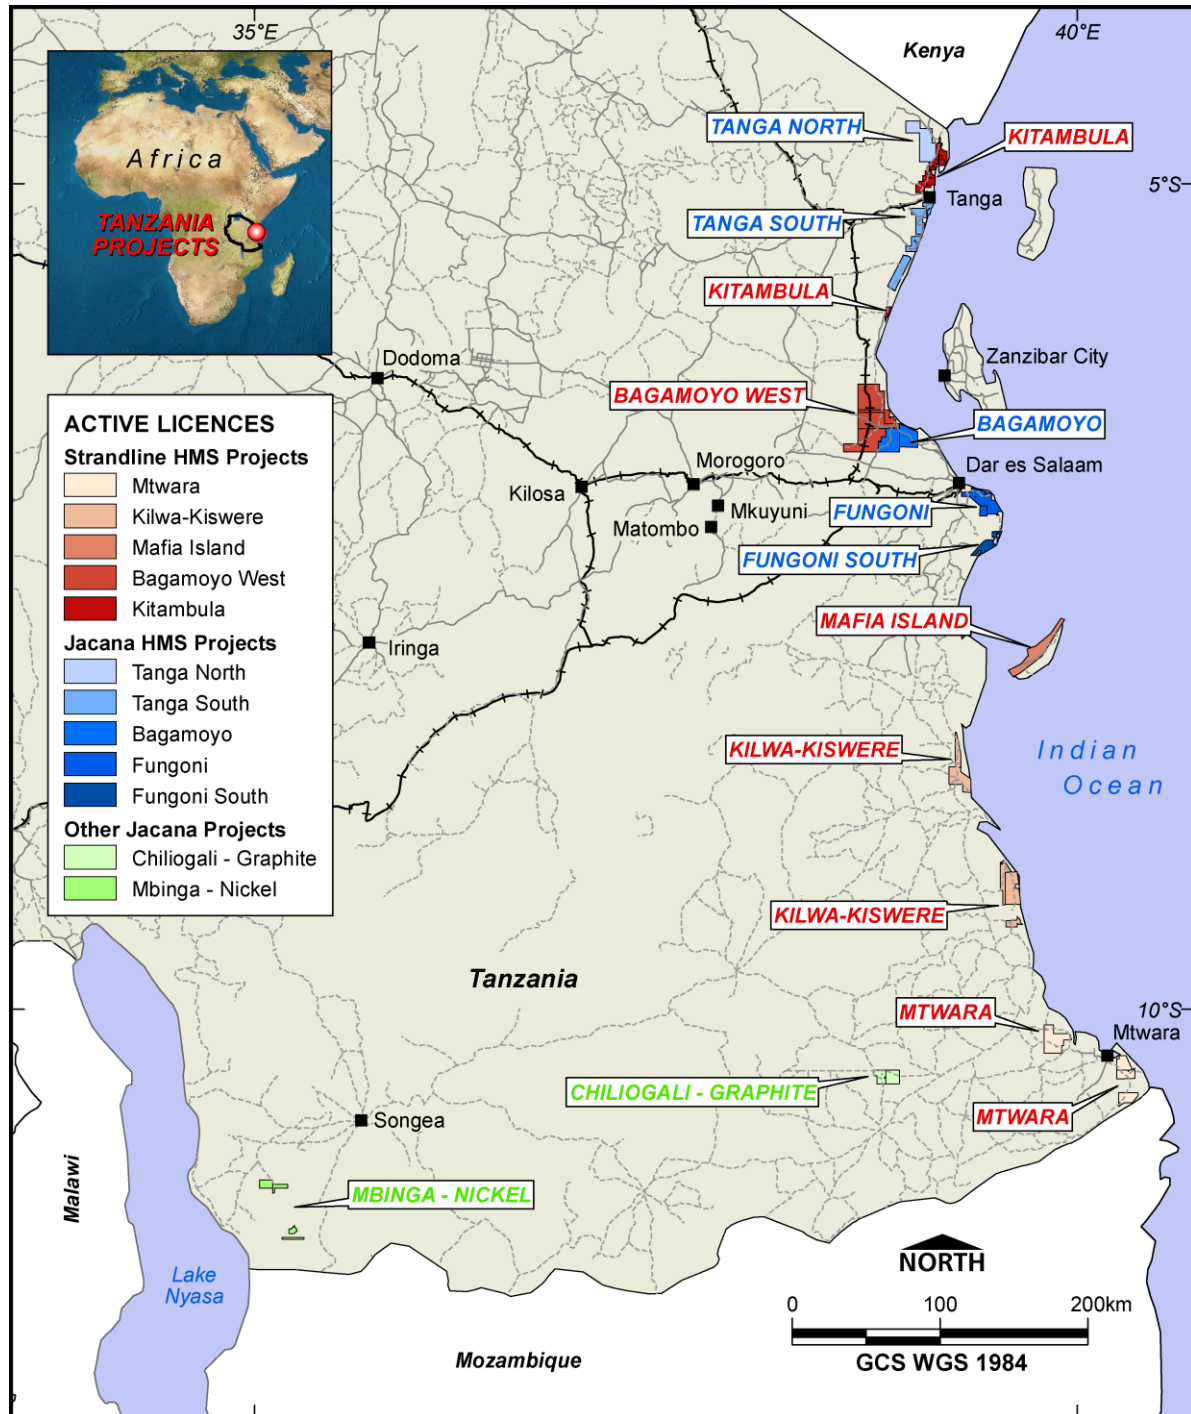 35°E
40°E
Kenya
Africa
TANZANIA
PROJECTS
TANGA NORTH
KITAMBULA
5°S
Tanga
TANGA SOUTH
KITAMBULA
Zanzibar City
Dodoma
BAGAMOYO WEST
BAGAMOYO
Morogoro
Dar es Salaam
Kilosa
Mkuyuni
FUNGONI
Matombo
FUNGONI SOUTH
ACTIVE LICENCES
Strandline HMS Projects
Mtwara
Kilwa-Kiswere
Mafia Island
Bagamoyo West
Kitambula
Jacana HMS Projects
Tanga North
Tanga South
Bagamoyo
Fungoni
Fungoni South
Other Jacana Projects
Chiliogali - Graphite
Mbinga - Nickel
MAFIA ISLAND
Iringa
KILWA-KISWERE
Indian
Ocean
KILWA-KISWERE
Tanzania
MTWARA
10°S
Mtwara
CHILIOGALI - GRAPHITE
MTWARA
Songea
MBINGA - NICKEL
Malawi
Lake
Nyasa
NORTH
0 100 200km
GCS WGS 1984
Mozambique